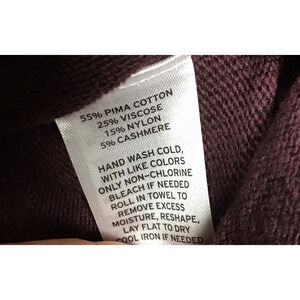 55% PIMA COTTON
25% VISCOSE
15% NYLON
5% CASHMERE
HAND WASH COLD,
WITH LIKE COLORS
ONLY NON-CHLORINE
BLEACH IF NEEDED
ROLL IN TOWEL TO
REMOVE EXCESS
MOISTURE, RESHAPE,
LAY FLAT TO DRY
COOL IRON IF NEEDED